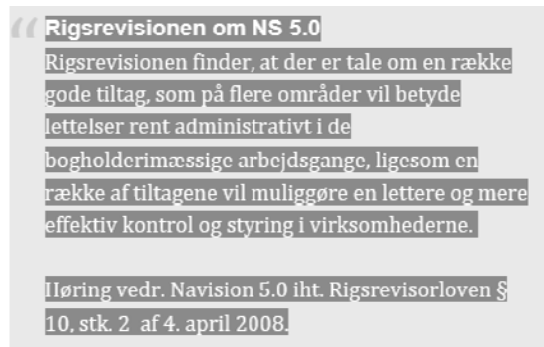 “ Rigsrevisionen om NS 5.0
Rigsrevisionen finder, at der er tale om en række
gode tiltag, som på flere områder vil betyde
lettelser rent administrativt i de
bogholderimæssige arbejdsgange, ligesom en
række af tiltagene vil muliggøre en lettere og mere
effektiv kontrol og styring i virksomhederne.
Høring vedr. Navision 5.0 iht. Rigsrevisorloven §
10, stk. 2 af 4. april 2008.